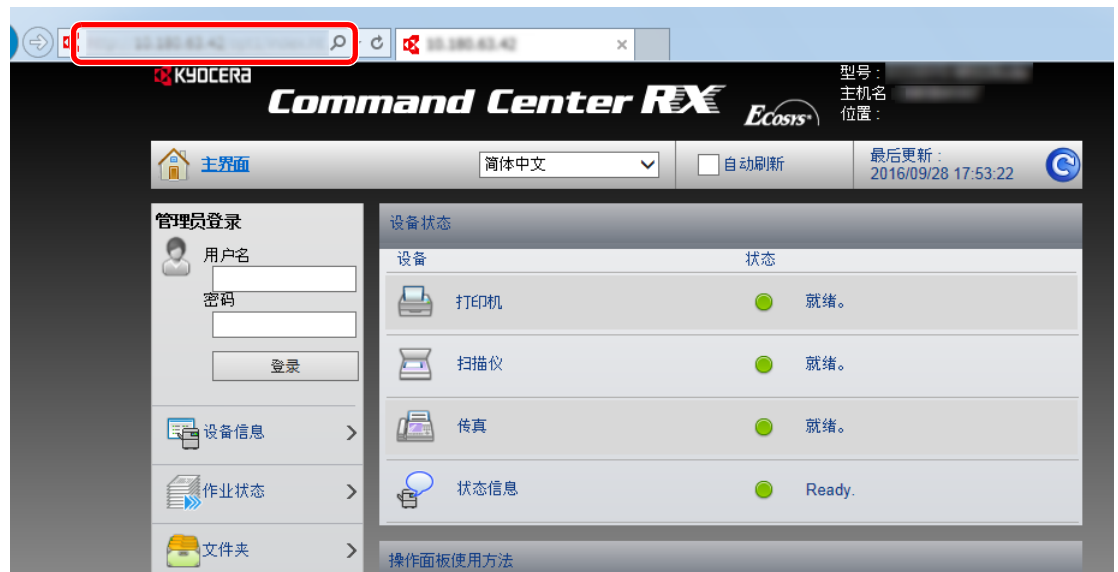 10.180.63.42
KYOCERA
Command Center RX
Ecosys
型号：
主机名
位置：
主界面
简体中文
自动刷新
最后更新：
2016/09/28 17:53:22
管理员登录
用户名
密码
登录
设备信息
作业状态
文件夹
设备状态
设备 状态
打印机 就绪。
扫描仪 就绪。
传真 就绪。
状态信息 Ready.
操作面板使用方法